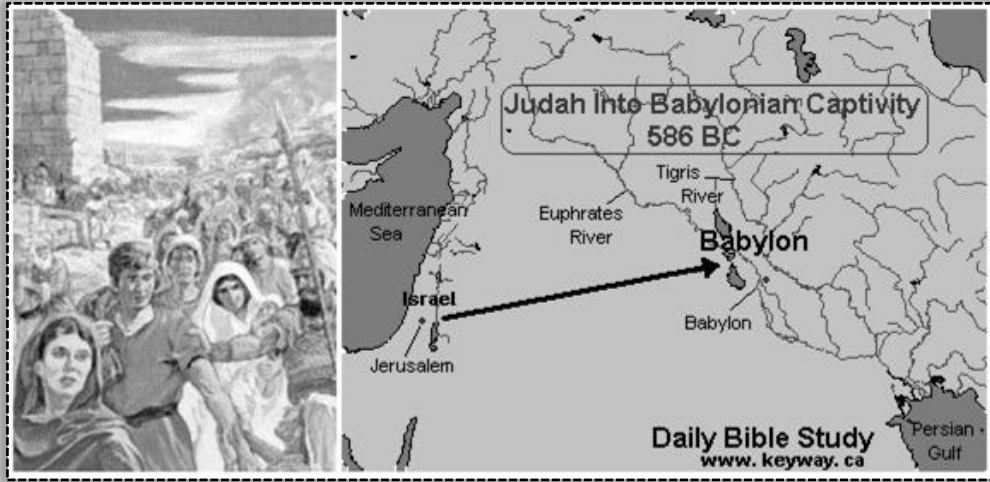 Judah Into Babylonian Captivity
586 BC
Tigris
River
Mediterranean
Sea
Euphrates
River
Babylon
Israel
Babylon
Jerusalem
Daily Bible Study
www.keyway.ca
Persian
Gulf